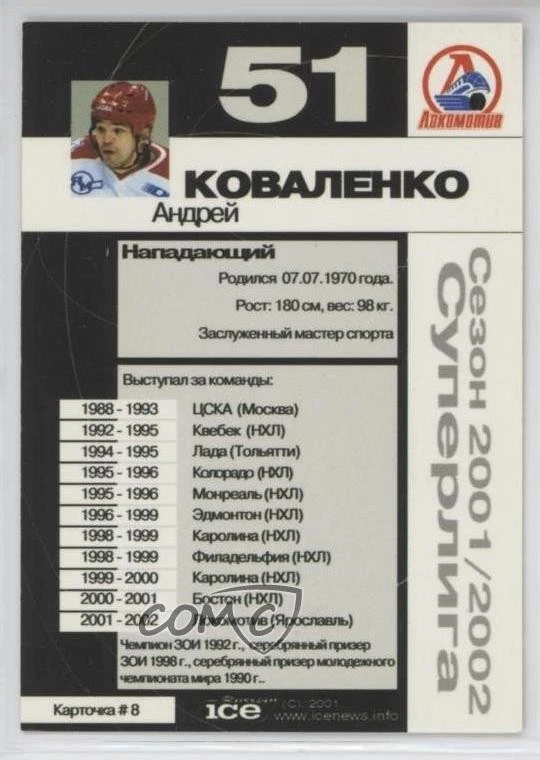 51
Локомотив
КОВАЛЕНКО
Андрей
Нападающий
Родился 07.07.1970 года.
Рост: 180 см, вес: 98 кг.
Заслуженный мастер спорта
Выступал за команды:
1988 - 1993 ЦСКА (Москва)
1992 - 1995 Квебек (НХЛ)
1994 - 1995 Лада (Тольятти)
1995 - 1996 Колорадо (НХЛ)
1995 - 1996 Монреаль (НХЛ)
1996 - 1999 Эдмонтон (НХЛ)
1998 - 1999 Каролина (НХЛ)
1998 - 1999 Филадельфия (НХЛ)
1999 - 2000 Каролина (НХЛ)
2000 - 2001 Бостон (НХЛ)
2001 - 2002 Локомотив (Ярославль)
Чемпион ЗОИ 1992 г., серебрянный призер
ЗОИ 1998 г., серебрянный призер молодежного
чемпионата мира 1990 г..
Сезон 2001/2002
Суперлига
COMC
Карточка # 8
Russian
ice
(C). 2001
www.icenews.info